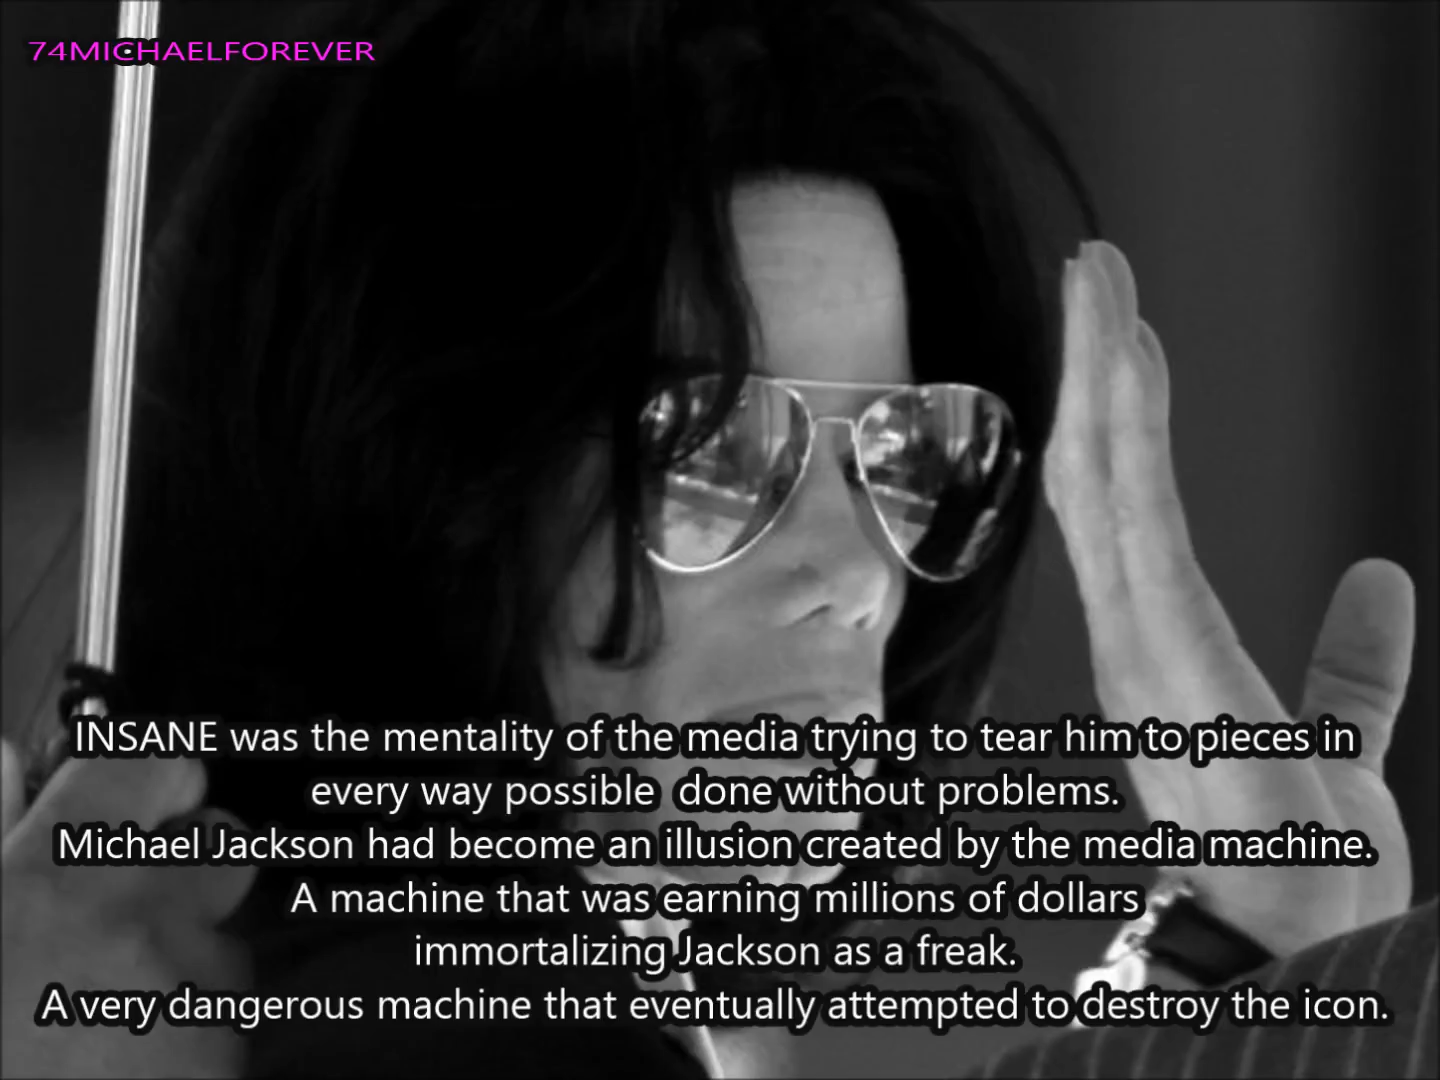 74MICHAELFOREVER
INSANE was the mentality of the media trying to tear him to pieces in
every way possible  done without problems.
Michael Jackson had become an illusion created by the media machine.
A machine that was earning millions of dollars
immortalizing Jackson as a freak.
A very dangerous machine that eventually attempted to destroy the icon.